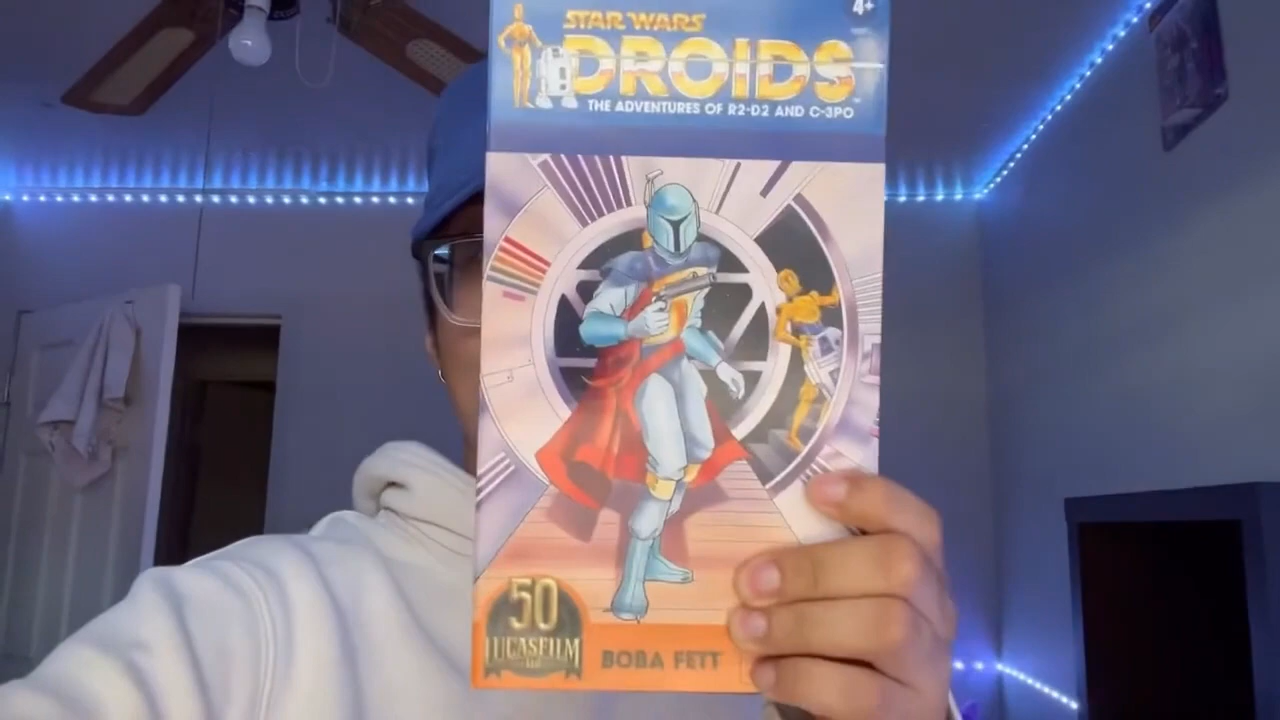 4+
STAR WARS
DROIDS
THE ADVENTURES OF R2-D2 AND C-3PO
50
LUCASFILM
BOBA FETT